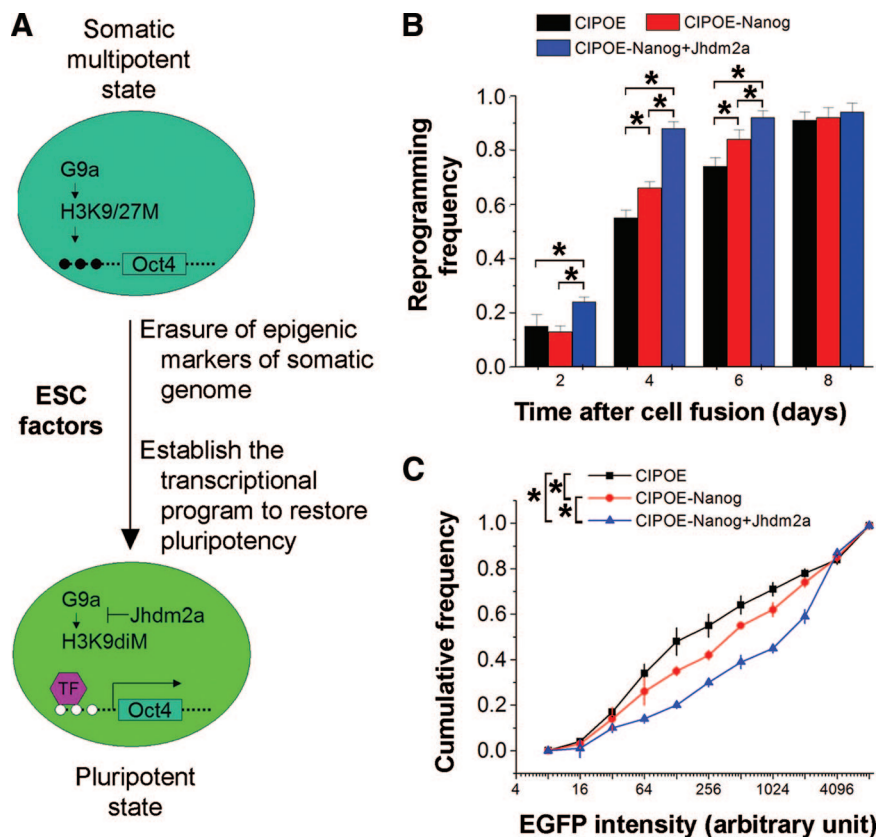 A
Somatic
multipotent
state
G9a
H3K9/27M
Oct4
ESC
factors
Erasure of epigenic
markers of somatic
genome
Establish the
transcriptional
program to restore
pluripotency
G9a
Jhdm2a
H3K9diM
TF
Oct4
Pluripotent
state
B
CIPOE
CIPOE-Nanog
CIPOE-Nanog+Jhdm2a
Reprogramming
frequency
1.0
0.8
0.6
0.4
0.2
0.0
* * *
* * *
* *
2 4 6 8
Time after cell fusion (days)
C
CIPOE
CIPOE-Nanog
CIPOE-Nanog+Jhdm2a
* * *
Cumulative frequency
1.0
0.8
0.6
0.4
0.2
0.0
4 16 64 256 1024 4096
EGFP intensity (arbitrary unit)